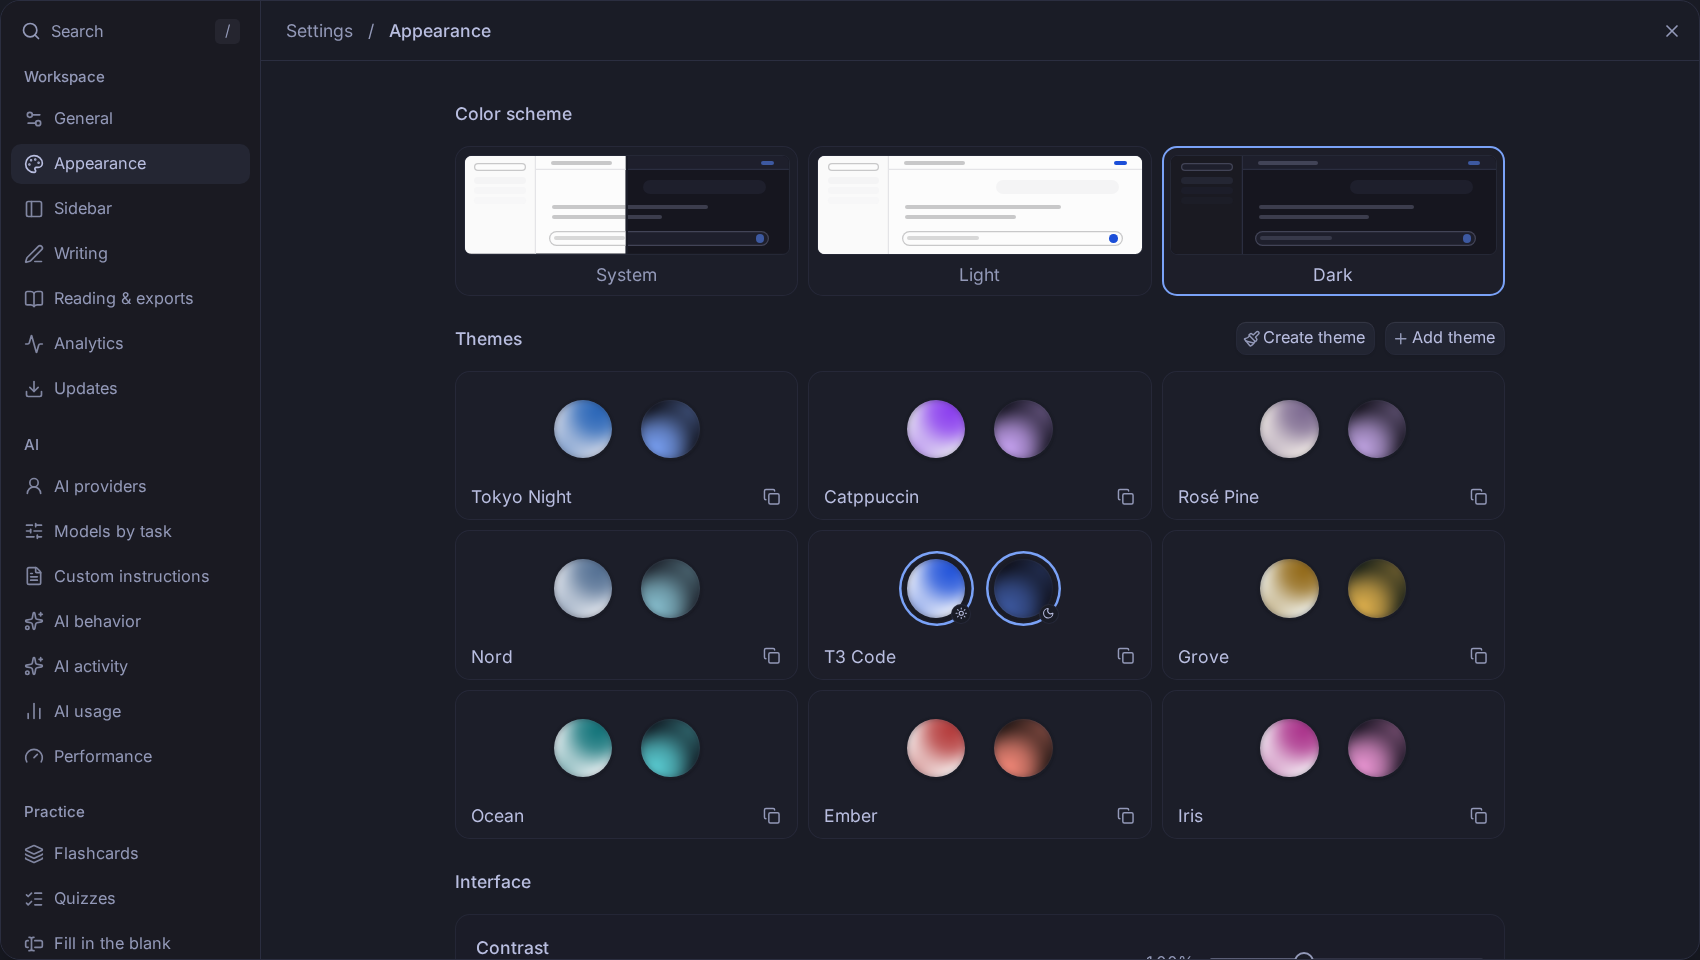 Search
/
Settings / Appearance
Workspace
General
Appearance
Sidebar
Writing
Reading & exports
Analytics
Updates
AI
AI providers
Models by task
Custom instructions
AI behavior
AI activity
AI usage
Performance
Practice
Flashcards
Quizzes
Fill in the blank
Color scheme
System
Light
Dark
Themes
Create theme
Add theme
Tokyo Night
Catppuccin
Rosé Pine
Nord
T3 Code
Grove
Ocean
Ember
Iris
Interface
Contrast